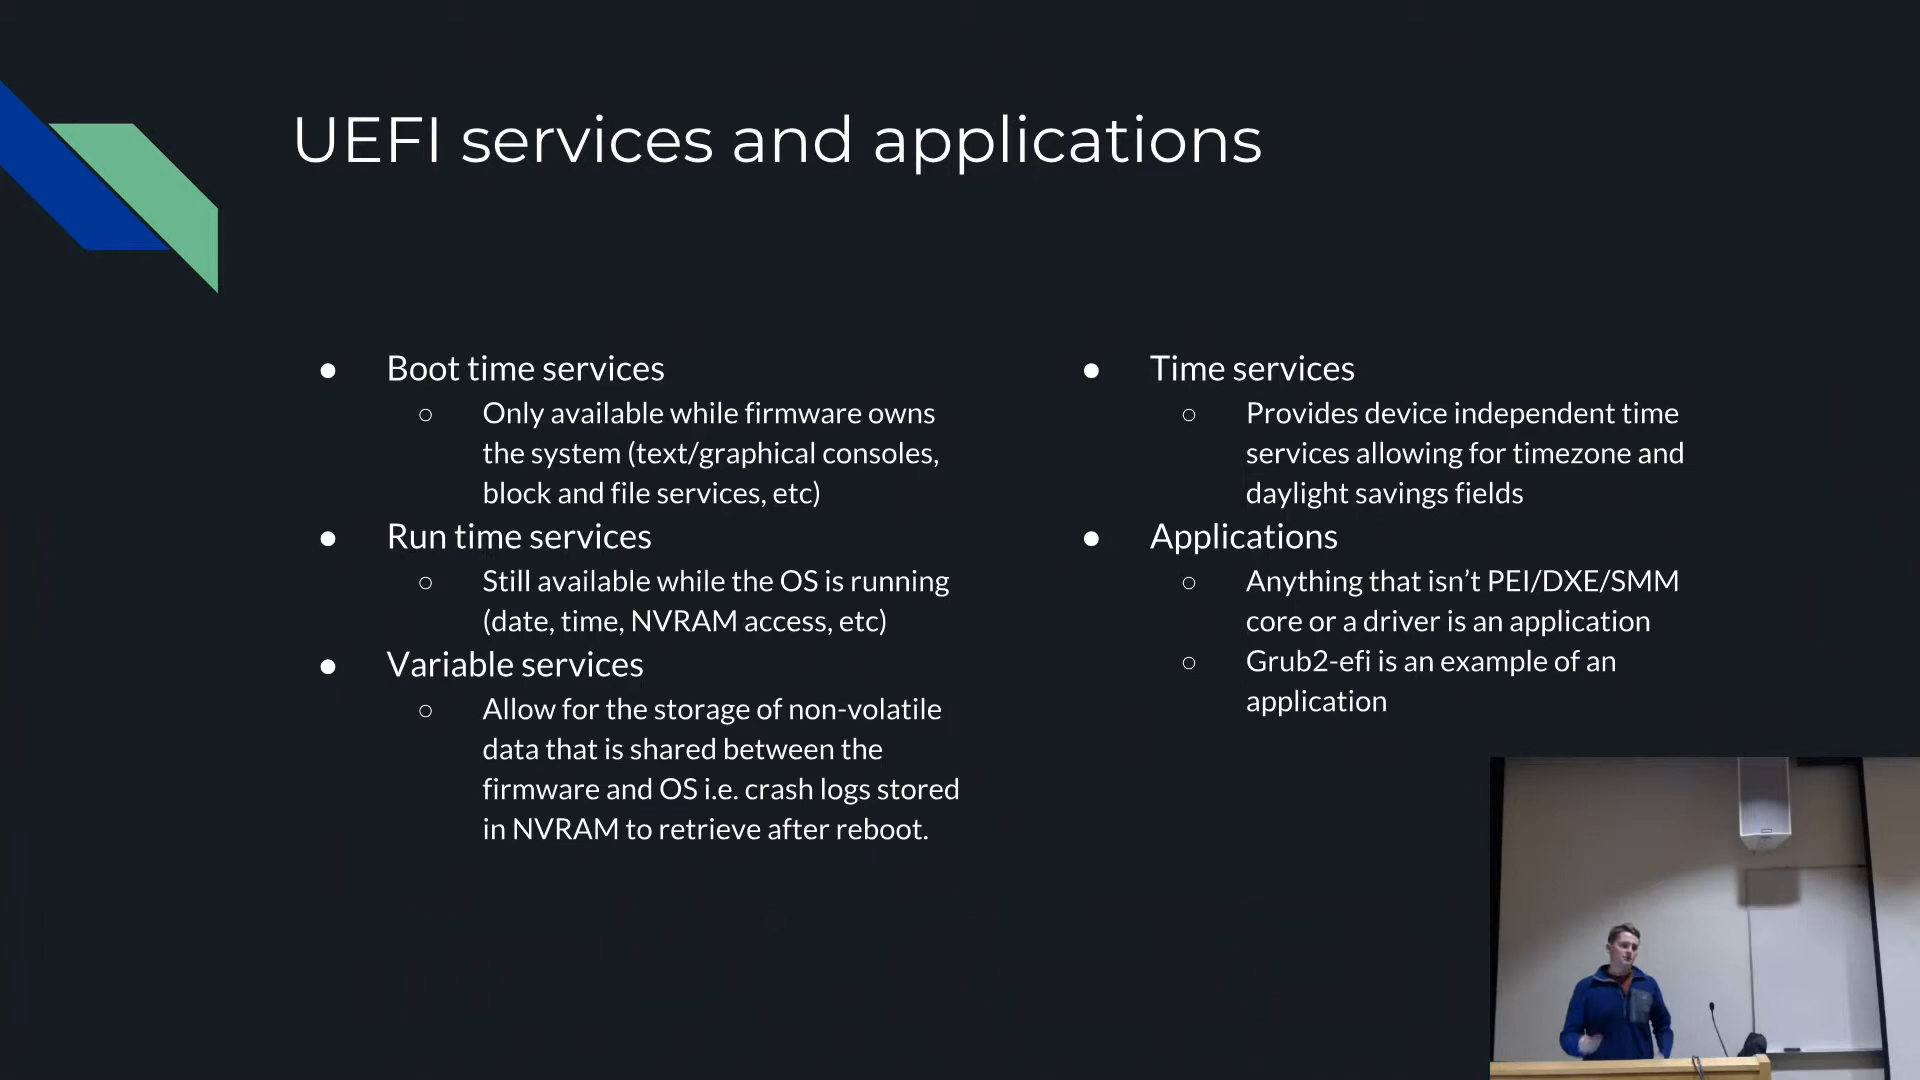 UEFI services and applications
● Boot time services
○ Only available while firmware owns
the system (text/graphical consoles,
block and file services, etc)
● Run time services
○ Still available while the OS is running
(date, time, NVRAM access, etc)
● Variable services
○ Allow for the storage of non-volatile
data that is shared between the
firmware and OS i.e. crash logs stored
in NVRAM to retrieve after reboot.
● Time services
○ Provides device independent time
services allowing for timezone and
daylight savings fields
● Applications
○ Anything that isn’t PEI/DXE/SMM
core or a driver is an application
○ Grub2-efi is an example of an
application